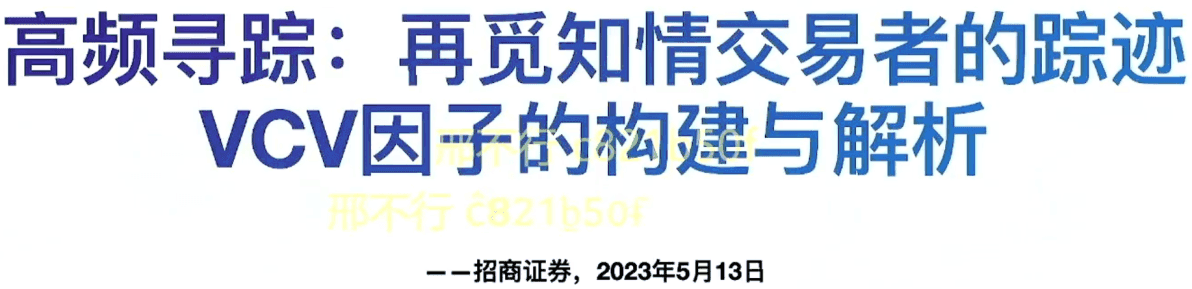 高频寻踪：再觅知情交易者的踪迹
VCV因子的构建与解析
邢不行 c821b50f
邢不行 c821b50f
——招商证券，2023年5月13日